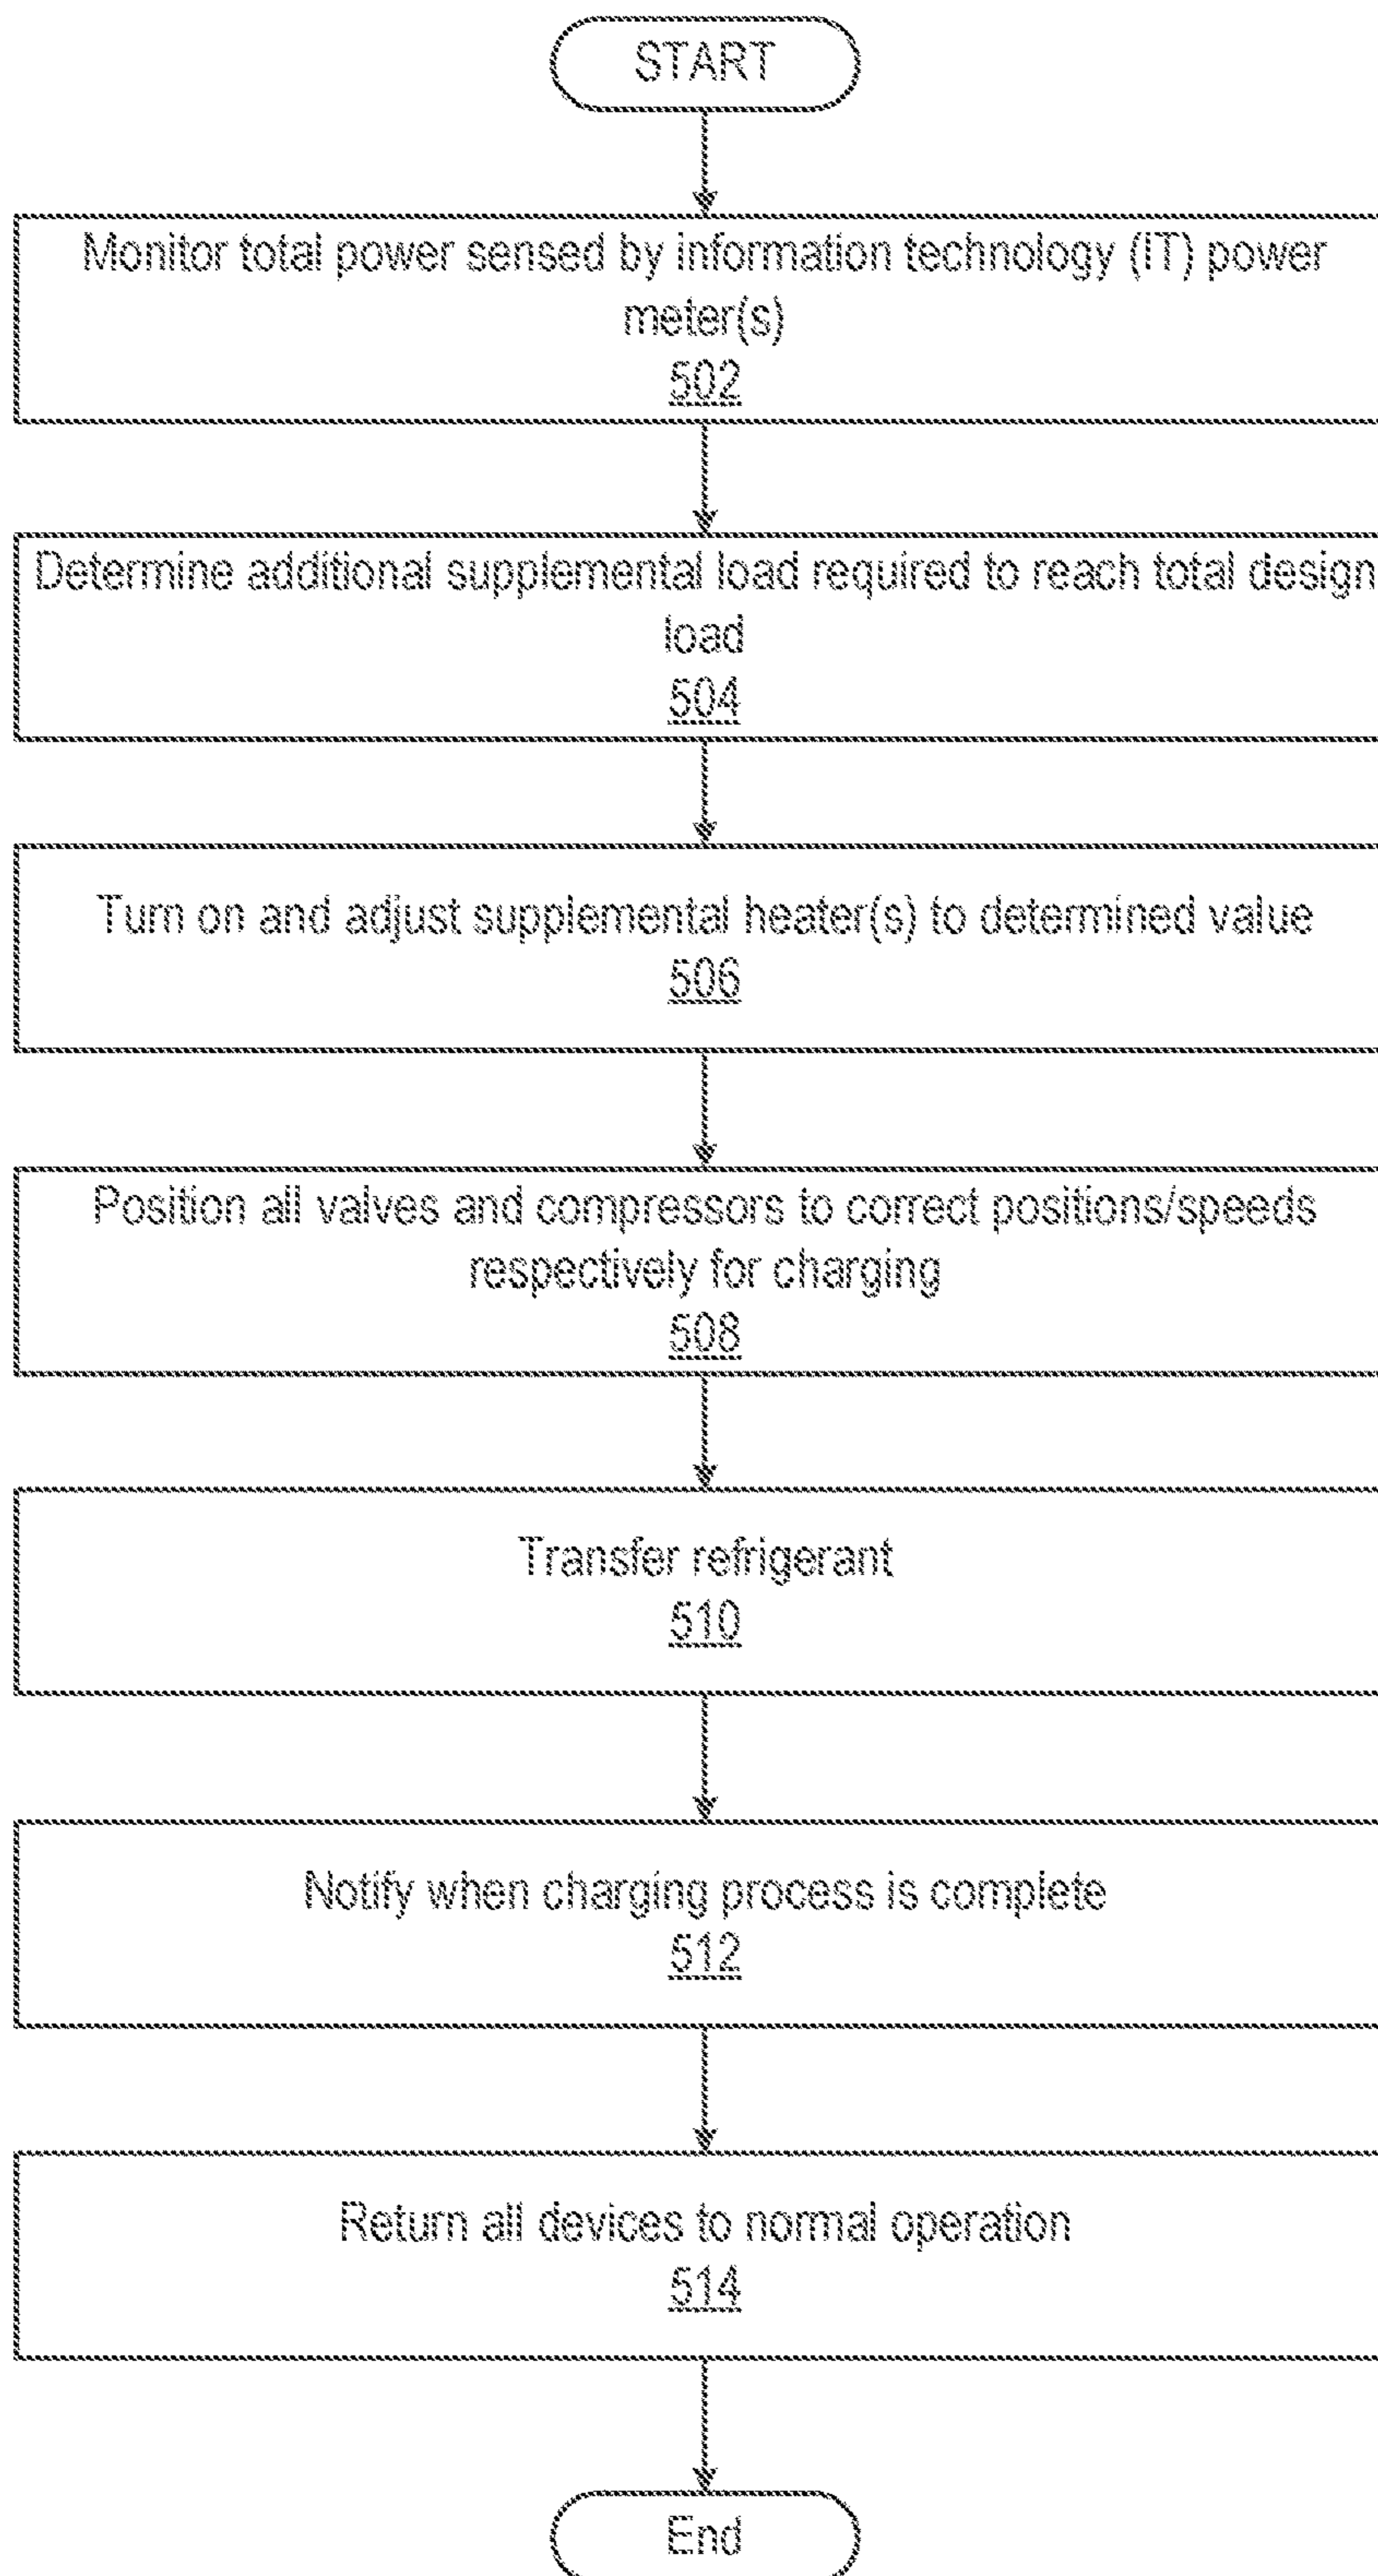 START
Monitor total power sensed by information technology (IT) power
meter(s)
502
Determine additional supplemental load required to reach total design
load
504
Turn on and adjust supplemental heater(s) to determined value
506
Position all valves and compressors to correct positions/speeds
respectively for charging
508
Transfer refrigerant
510
Notify when charging process is complete
512
Return all devices to normal operation
514
End